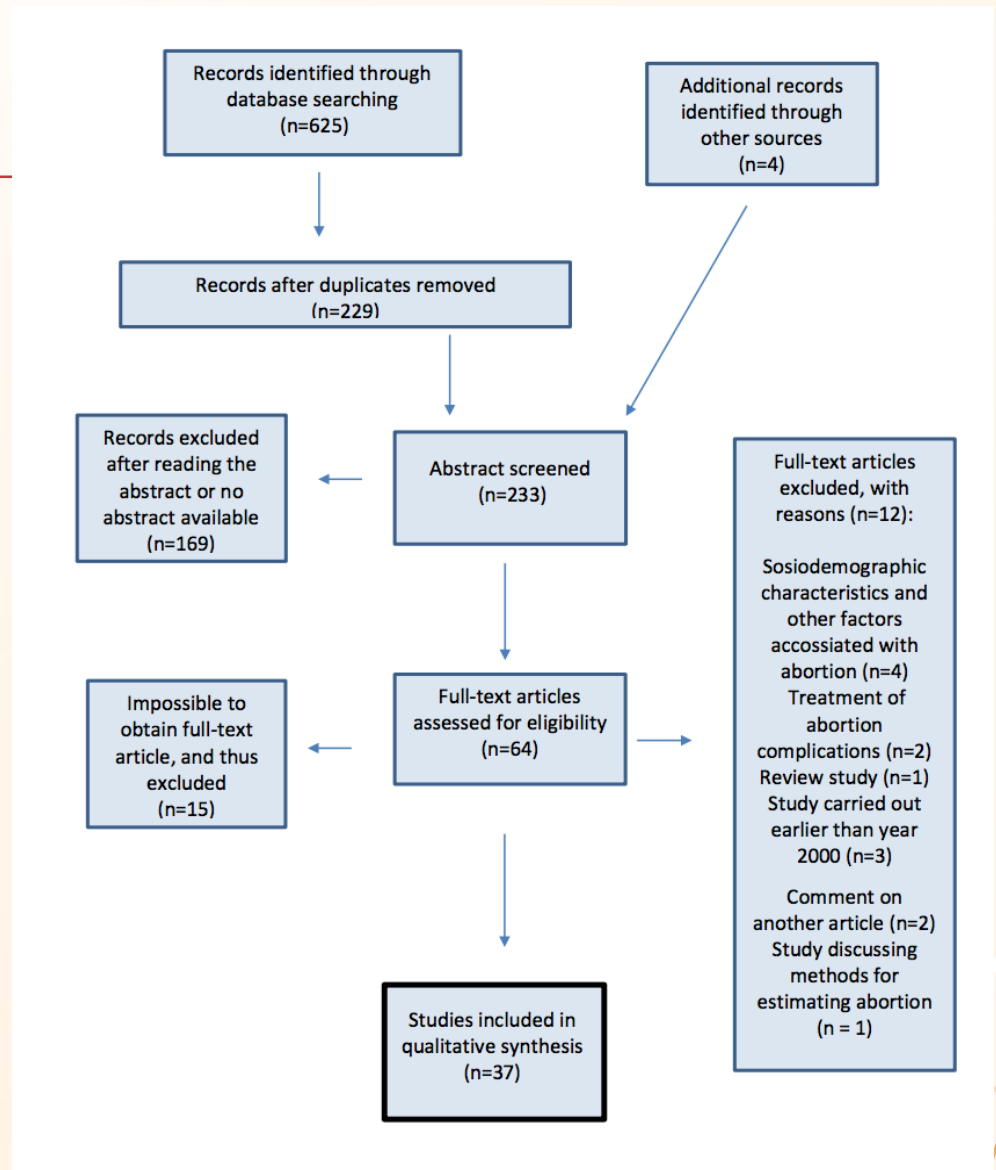 Records identified through
database searching
(n=625)
Additional records
identified through
other sources
(n=4)
Records after duplicates removed
(n=229)
Records excluded
after reading the
abstract or no
abstract available
(n=169)
Abstract screened
(n=233)
Full-text articles
excluded, with
reasons (n=12):
Sosiodemographic
characteristics and
other factors
accossiated with
abortion (n=4)
Treatment of
abortion
complications (n=2)
Review study (n=1)
Study carried out
earlier than year
2000 (n=3)
Comment on
another article (n=2)
Study discussing
methods for
estimating abortion
(n = 1)
Impossible to
obtain full-text
article, and thus
excluded
(n=15)
Full-text articles
assessed for eligibility
(n=64)
Studies included in
qualitative synthesis
(n=37)